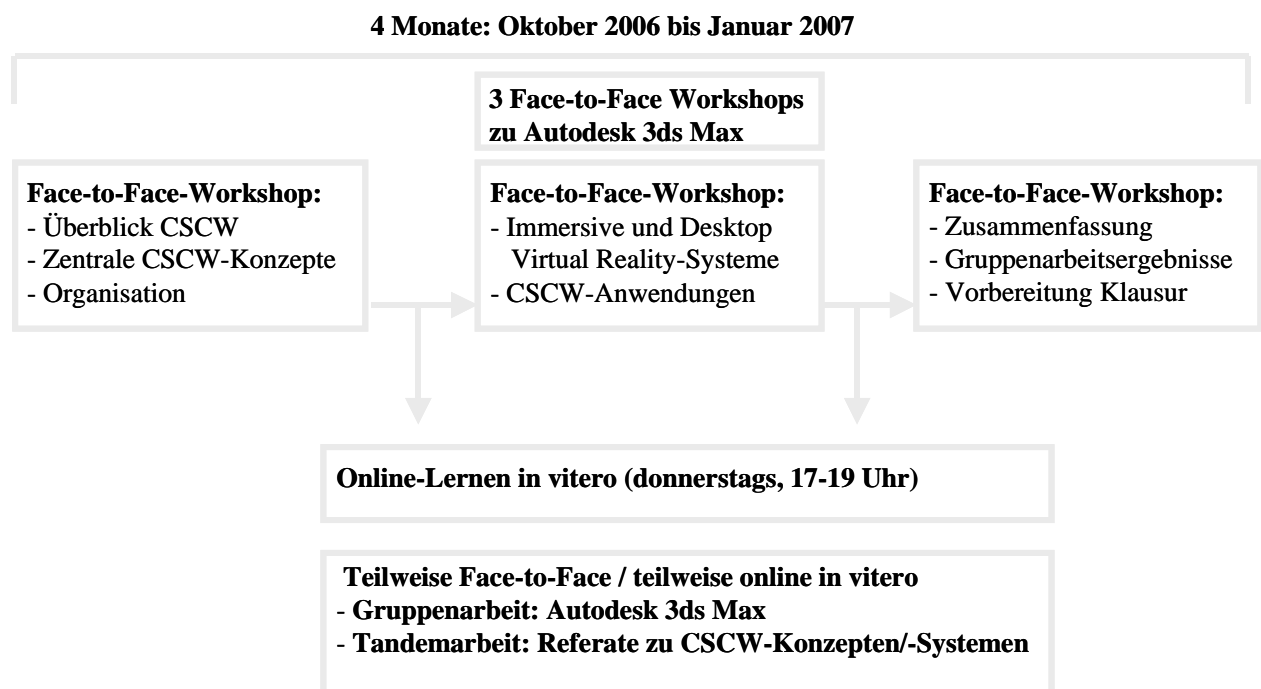 4 Monate: Oktober 2006 bis Januar 2007
3 Face-to-Face Workshops
zu Autodesk 3ds Max
Face-to-Face-Workshop:
- Überblick CSCW
- Zentrale CSCW-Konzepte
- Organisation
Face-to-Face-Workshop:
- Immersive und Desktop
Virtual Reality-Systeme
- CSCW-Anwendungen
Face-to-Face-Workshop:
- Zusammenfassung
- Gruppenarbeitsergebnisse
- Vorbereitung Klausur
Online-Lernen in vitero (donnerstags, 17-19 Uhr)
Teilweise Face-to-Face / teilweise online in vitero
- Gruppenarbeit: Autodesk 3ds Max
- Tandemarbeit: Referate zu CSCW-Konzepten/-Systemen